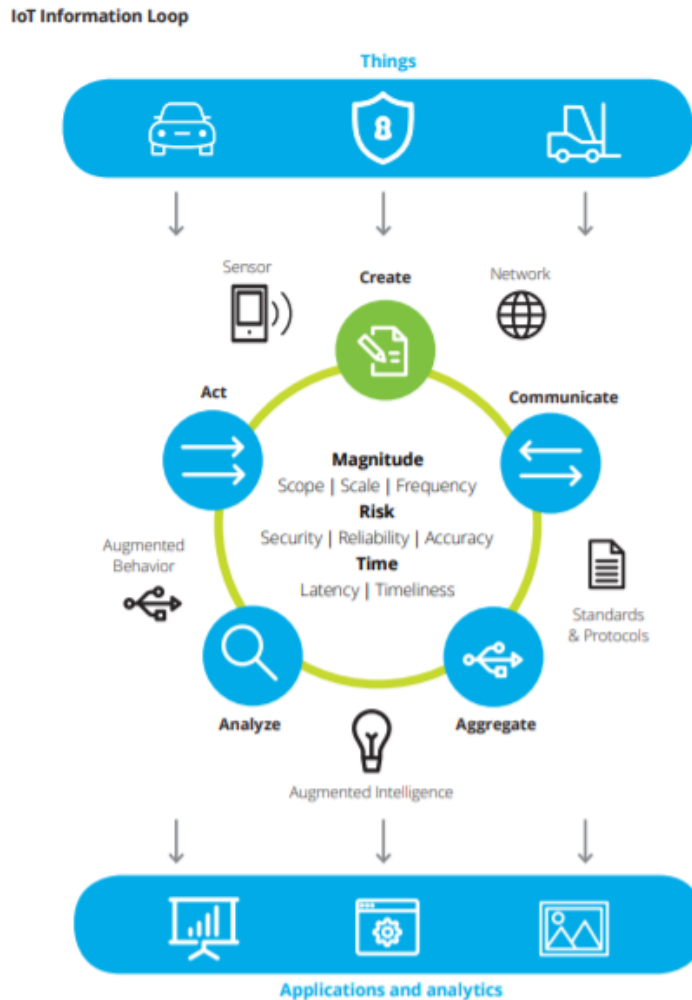 IoT Information Loop
Things
Sensor
Create
Network
Act
Communicate
Magnitude
Scope | Scale | Frequency
Risk
Security | Reliability | Accuracy
Time
Latency | Timeliness
Augmented
Behavior
Standards
& Protocols
Analyze
Aggregate
Augmented Intelligence
Applications and analytics